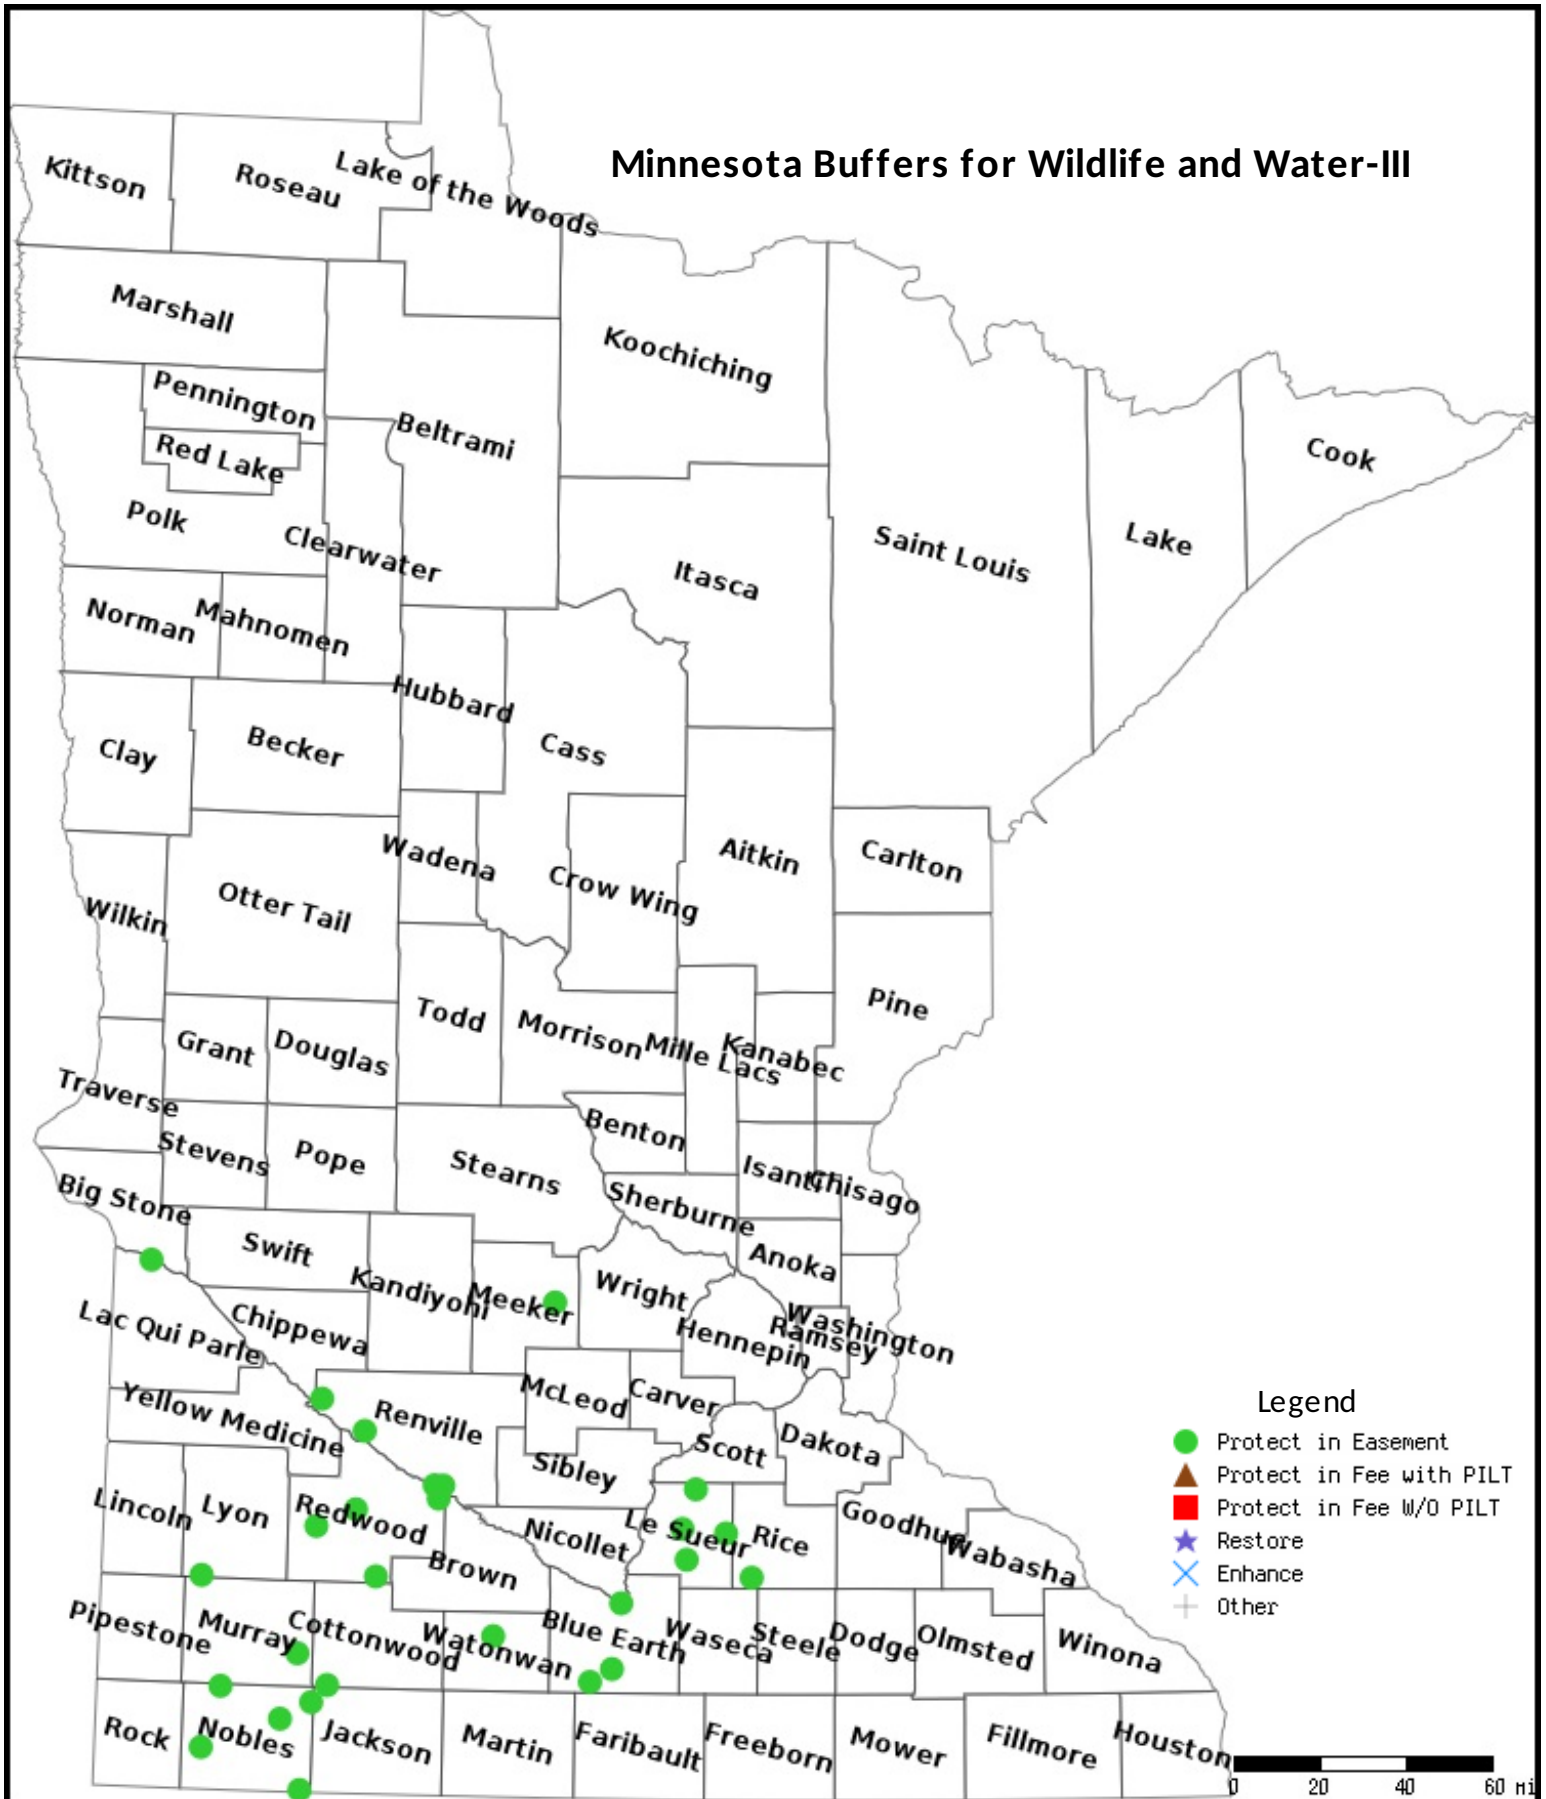 Minnesota Buffers for Wildlife and Water-III
Kittson
Roseau
Lake of the Woods
Marshall
Koochiching
Pennington
Beltrami
Red Lake
Cook
Polk
Clearwater
Saint Louis
Lake
Itasca
Norman
Mahnomen
Hubbard
Cass
Clay
Becker
Wadena
Crow Wing
Aitkin
Carlton
Otter Tail
Wilkin
Todd
Morrison
Mille Lacs
Kanabec
Pine
Grant
Douglas
Traverse
Stevens
Pope
Stearns
Benton
Isanti
Chisago
Big Stone
Sherburne
Swift
Anoka
Kandiyohi
Meeker
Wright
Lac Qui Parle
Chippewa
Hennepin
Ramsey
Washington
McLeod
Carver
Yellow Medicine
Renville
Scott
Dakota
Sibley
Lincoln
Lyon
Redwood
Nicollet
Le Sueur
Rice
Goodhue
Wabasha
Brown
Pipestone
Murray
Cottonwood
Watonwan
Blue Earth
Waseca
Steele
Dodge
Olmsted
Winona
Rock
Nobles
Jackson
Martin
Faribault
Freeborn
Mower
Fillmore
Houston
Legend
Protect in Easement
Protect in Fee with PILT
Protect in Fee W/O PILT
Restore
Enhance
Other
0 20 40 60 mi